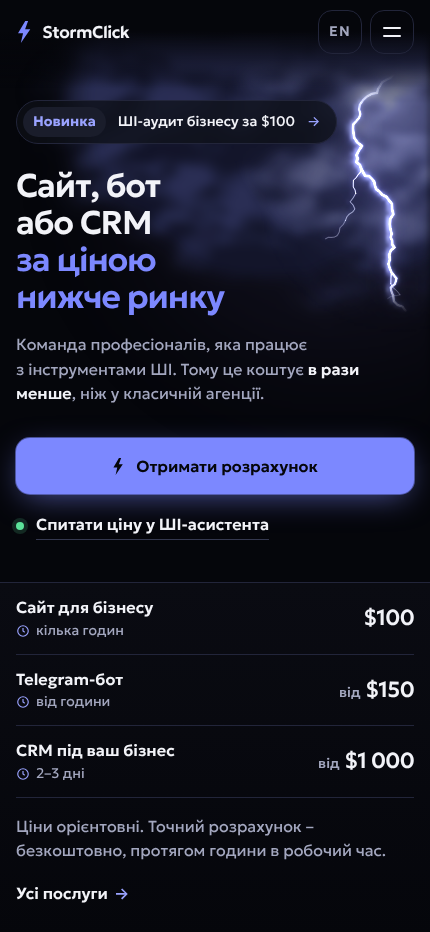 StormClick
EN
Новинка ШІ-аудит бізнесу за $100 →
Сайт, бот
або CRM
за ціною
нижче ринку
Команда професіоналів, яка працює
з інструментами ШІ. Тому це коштує в рази
менше, ніж у класичній агенції.
Отримати розрахунок
Спитати ціну у ШІ-асистента
Сайт для бізнесу
кілька годин
$100
Telegram-бот
від години
від $150
CRM під ваш бізнес
2–3 дні
від $1 000
Ціни орієнтовні. Точний розрахунок –
безкоштовно, протягом години в робочий час.
Усі послуги →